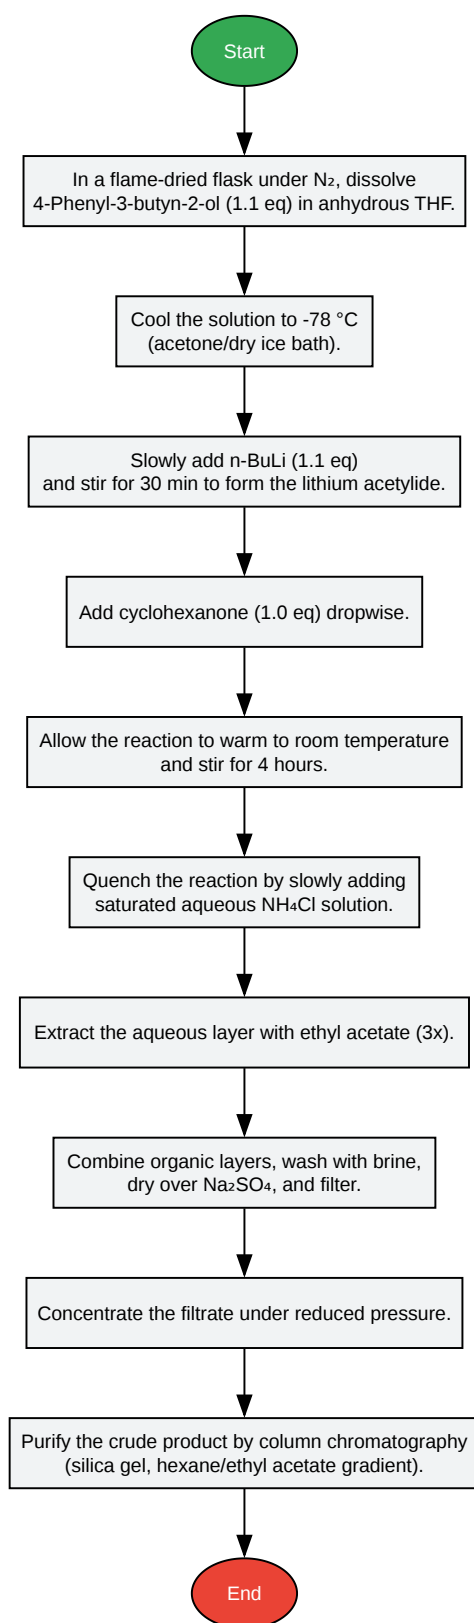 Start
In a flame-dried flask under N₂, dissolve
4-Phenyl-3-butyn-2-ol (1.1 eq) in anhydrous THF.
Cool the solution to -78 °C
(acetone/dry ice bath).
Slowly add n-BuLi (1.1 eq)
and stir for 30 min to form the lithium acetylide.
Add cyclohexanone (1.0 eq) dropwise.
Allow the reaction to warm to room temperature
and stir for 4 hours.
Quench the reaction by slowly adding
saturated aqueous NH₄Cl solution.
Extract the aqueous layer with ethyl acetate (3x).
Combine organic layers, wash with brine,
dry over Na₂SO₄, and filter.
Concentrate the filtrate under reduced pressure.
Purify the crude product by column chromatography
(silica gel, hexane/ethyl acetate gradient).
End